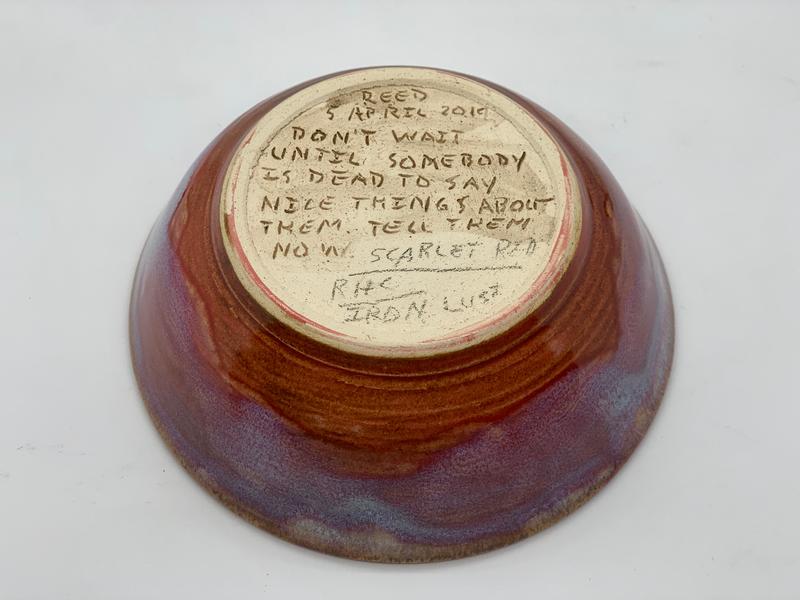 REED
5 APRIL 2019
DON'T WAIT
UNTIL SOMEBODY
IS DEAD TO SAY
NICE THINGS ABOUT
THEM. TELL THEM
NOW. SCARLET RED
RHC
IRON LUST